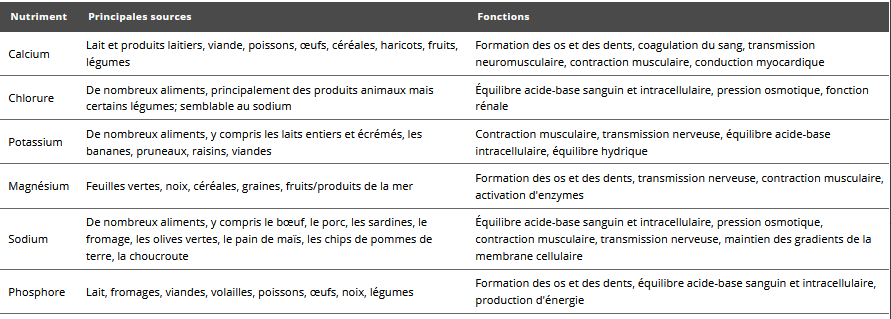 Nutriment Principales sources Fonctions
Calcium
Lait et produits laitiers, viande, poissons, œufs, céréales, haricots, fruits,
légumes
Formation des os et des dents, coagulation du sang, transmission
neuromusculaire, contraction musculaire, conduction myocardique
Chlorure
De nombreux aliments, principalement des produits animaux mais
certains légumes; semblable au sodium
Équilibre acide-base sanguin et intracellulaire, pression osmotique, fonction
rénale
Potassium
De nombreux aliments, y compris les laits entiers et écrémés, les
bananes, pruneaux, raisins, viandes
Contraction musculaire, transmission nerveuse, équilibre acide-base
intracellulaire, équilibre hydrique
Magnésium
Feuilles vertes, noix, céréales, graines, fruits/produits de la mer
Formation des os et des dents, transmission nerveuse, contraction musculaire,
activation d'enzymes
Sodium
De nombreux aliments, y compris le bœuf, le porc, les sardines, le
fromage, les olives vertes, le pain de maïs, les chips de pommes de
terre, la choucroute
Équilibre acide-base sanguin et intracellulaire, pression osmotique,
contraction musculaire, transmission nerveuse, maintien des gradients de la
membrane cellulaire
Phosphore
Lait, fromages, viandes, volailles, poissons, œufs, noix, légumes
Formation des os et des dents, équilibre acide-base sanguin et intracellulaire,
production d'énergie